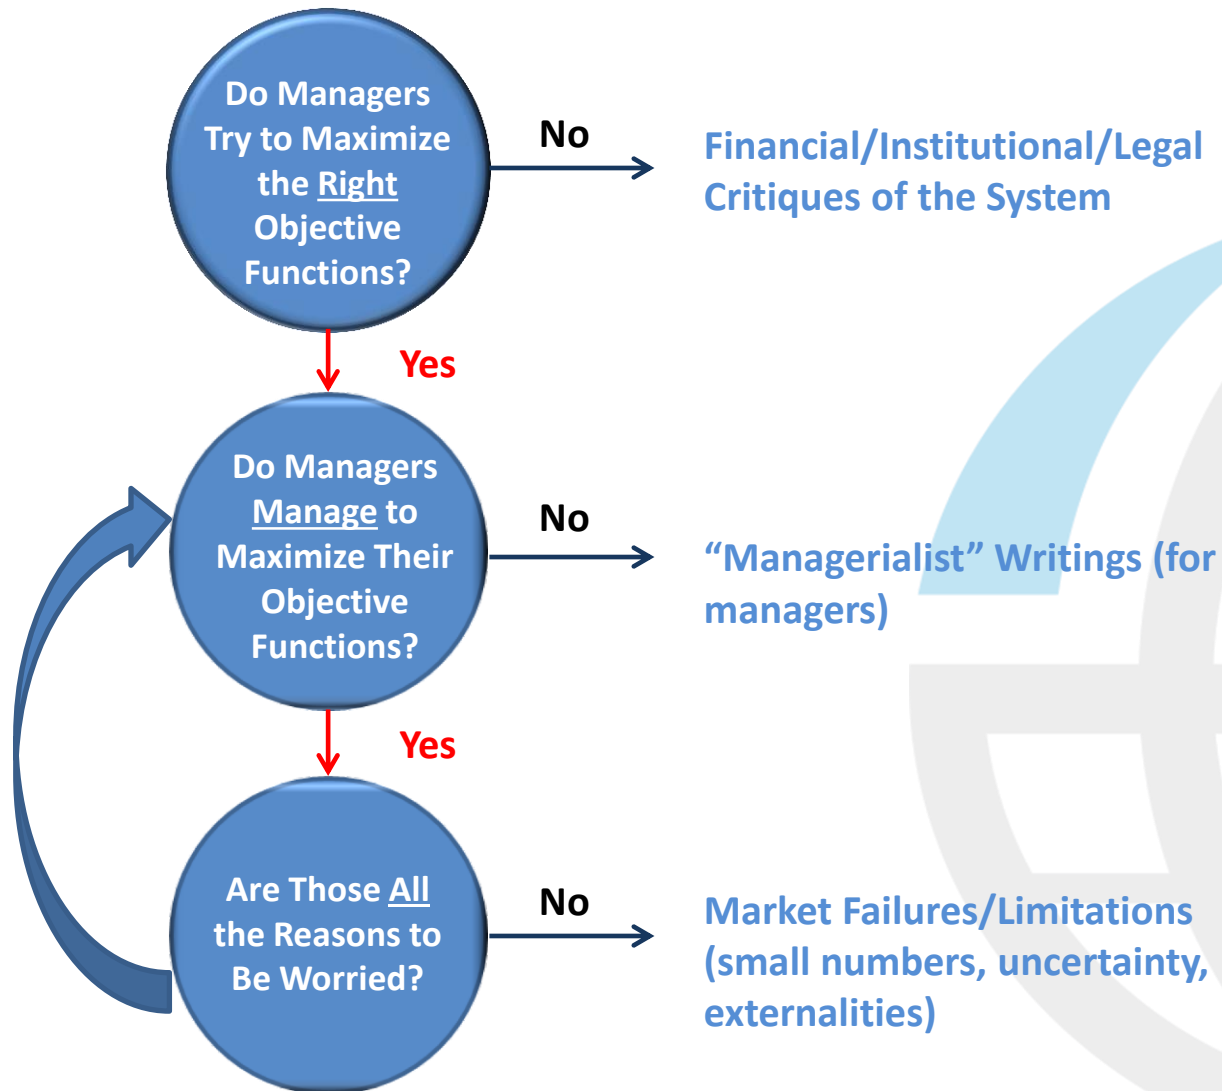 Do Managers
Try to Maximize
the Right
Objective
Functions?
No
Financial/Institutional/Legal
Critiques of the System
Yes
Do Managers
Manage to
Maximize Their
Objective
Functions?
No
“Managerialist” Writings (for
managers)
Yes
Are Those All
the Reasons to
Be Worried?
No
Market Failures/Limitations
(small numbers, uncertainty,
externalities)